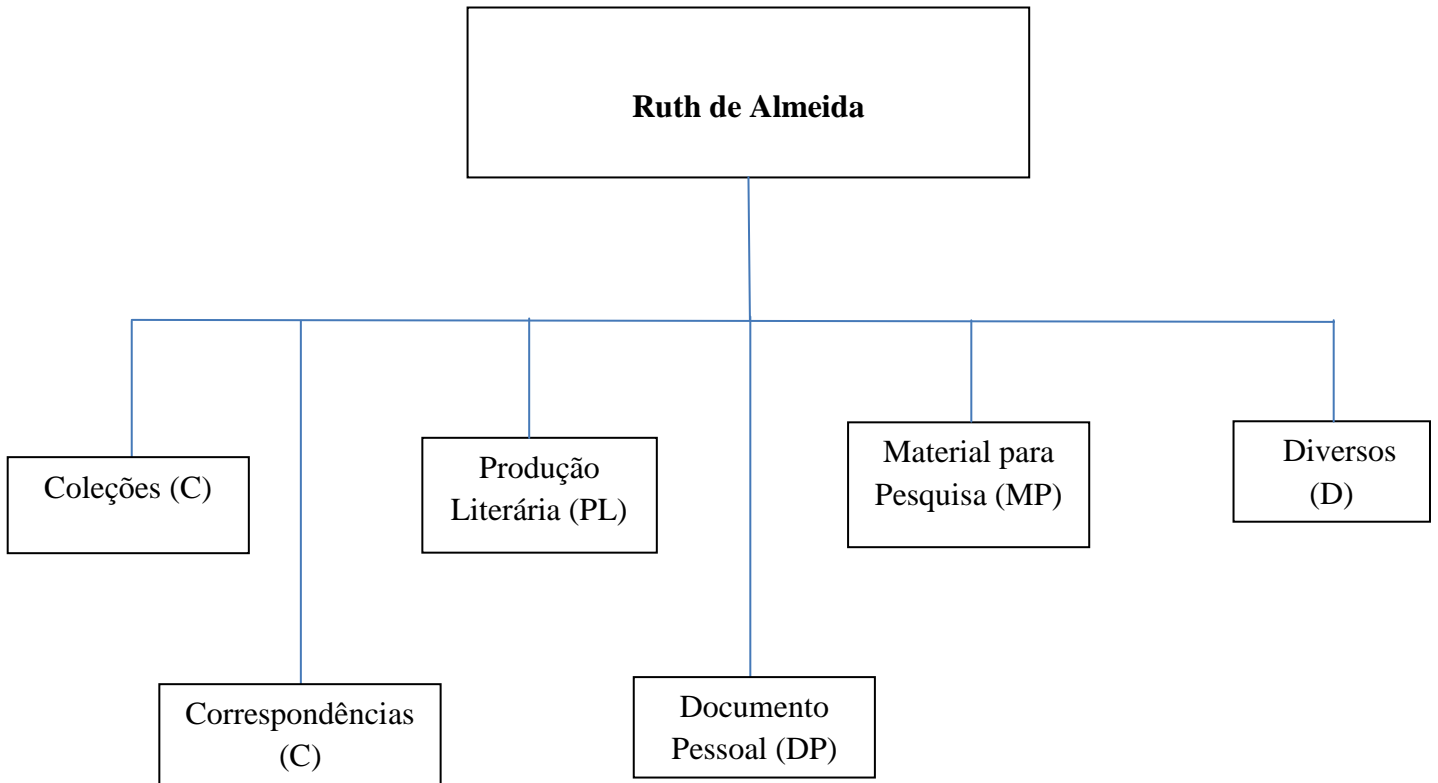 Ruth de Almeida
Coleções (C)
Produção
Literária (PL)
Material para
Pesquisa (MP)
Diversos
(D)
Correspondências
(C)
Documento
Pessoal (DP)